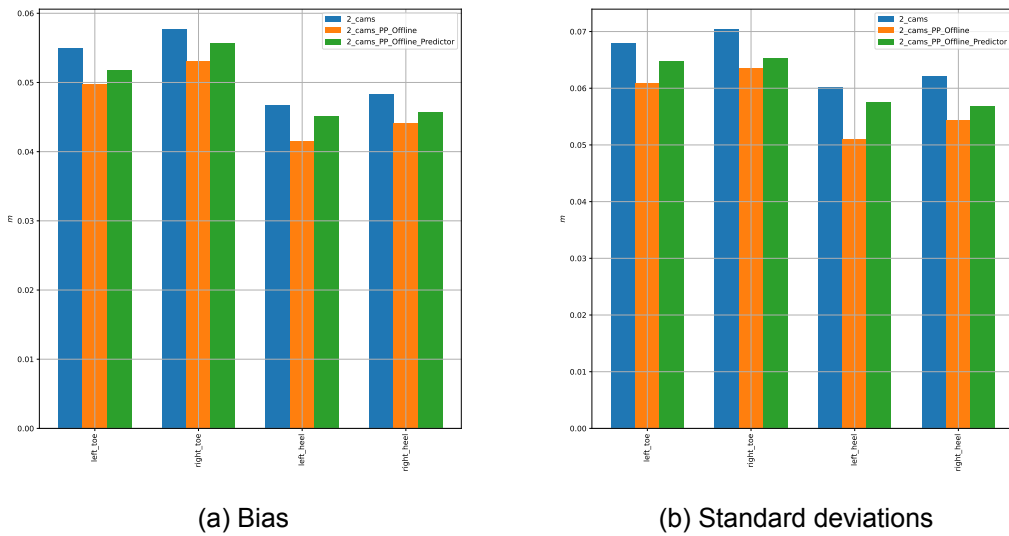 0.06
0.05
0.04
0.03
0.02
0.01
0.00
m
2_cams
2_cams_PP_Offline
2_cams_PP_Offline_Predictor
left_toe
right_toe
left_heel
right_heel
(a) Bias
0.07
0.06
0.05
0.04
0.03
0.02
0.01
0.00
m
2_cams
2_cams_PP_Offline
2_cams_PP_Offline_Predictor
left_toe
right_toe
left_heel
right_heel
(b) Standard deviations